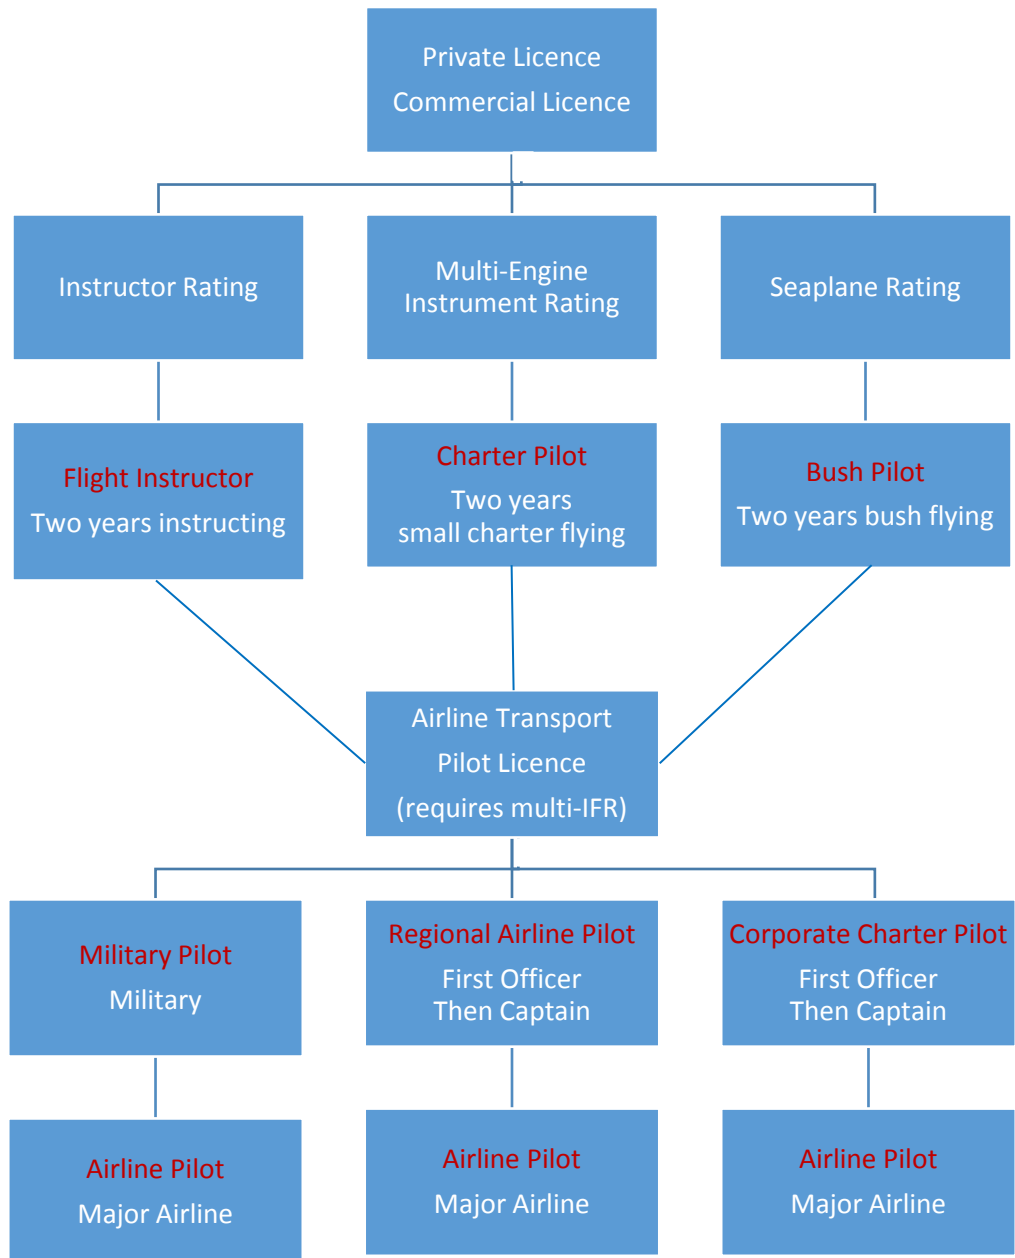 Private Licence
Commercial Licence
Instructor Rating
Multi-Engine
Instrument Rating
Seaplane Rating
Flight Instructor
Two years instructing
Charter Pilot
Two years
small charter flying
Bush Pilot
Two years bush flying
Airline Transport
Pilot Licence
(requires multi-IFR)
Military Pilot
Military
Regional Airline Pilot
First Officer
Then Captain
Corporate Charter Pilot
First Officer
Then Captain
Airline Pilot
Major Airline
Airline Pilot
Major Airline
Airline Pilot
Major Airline